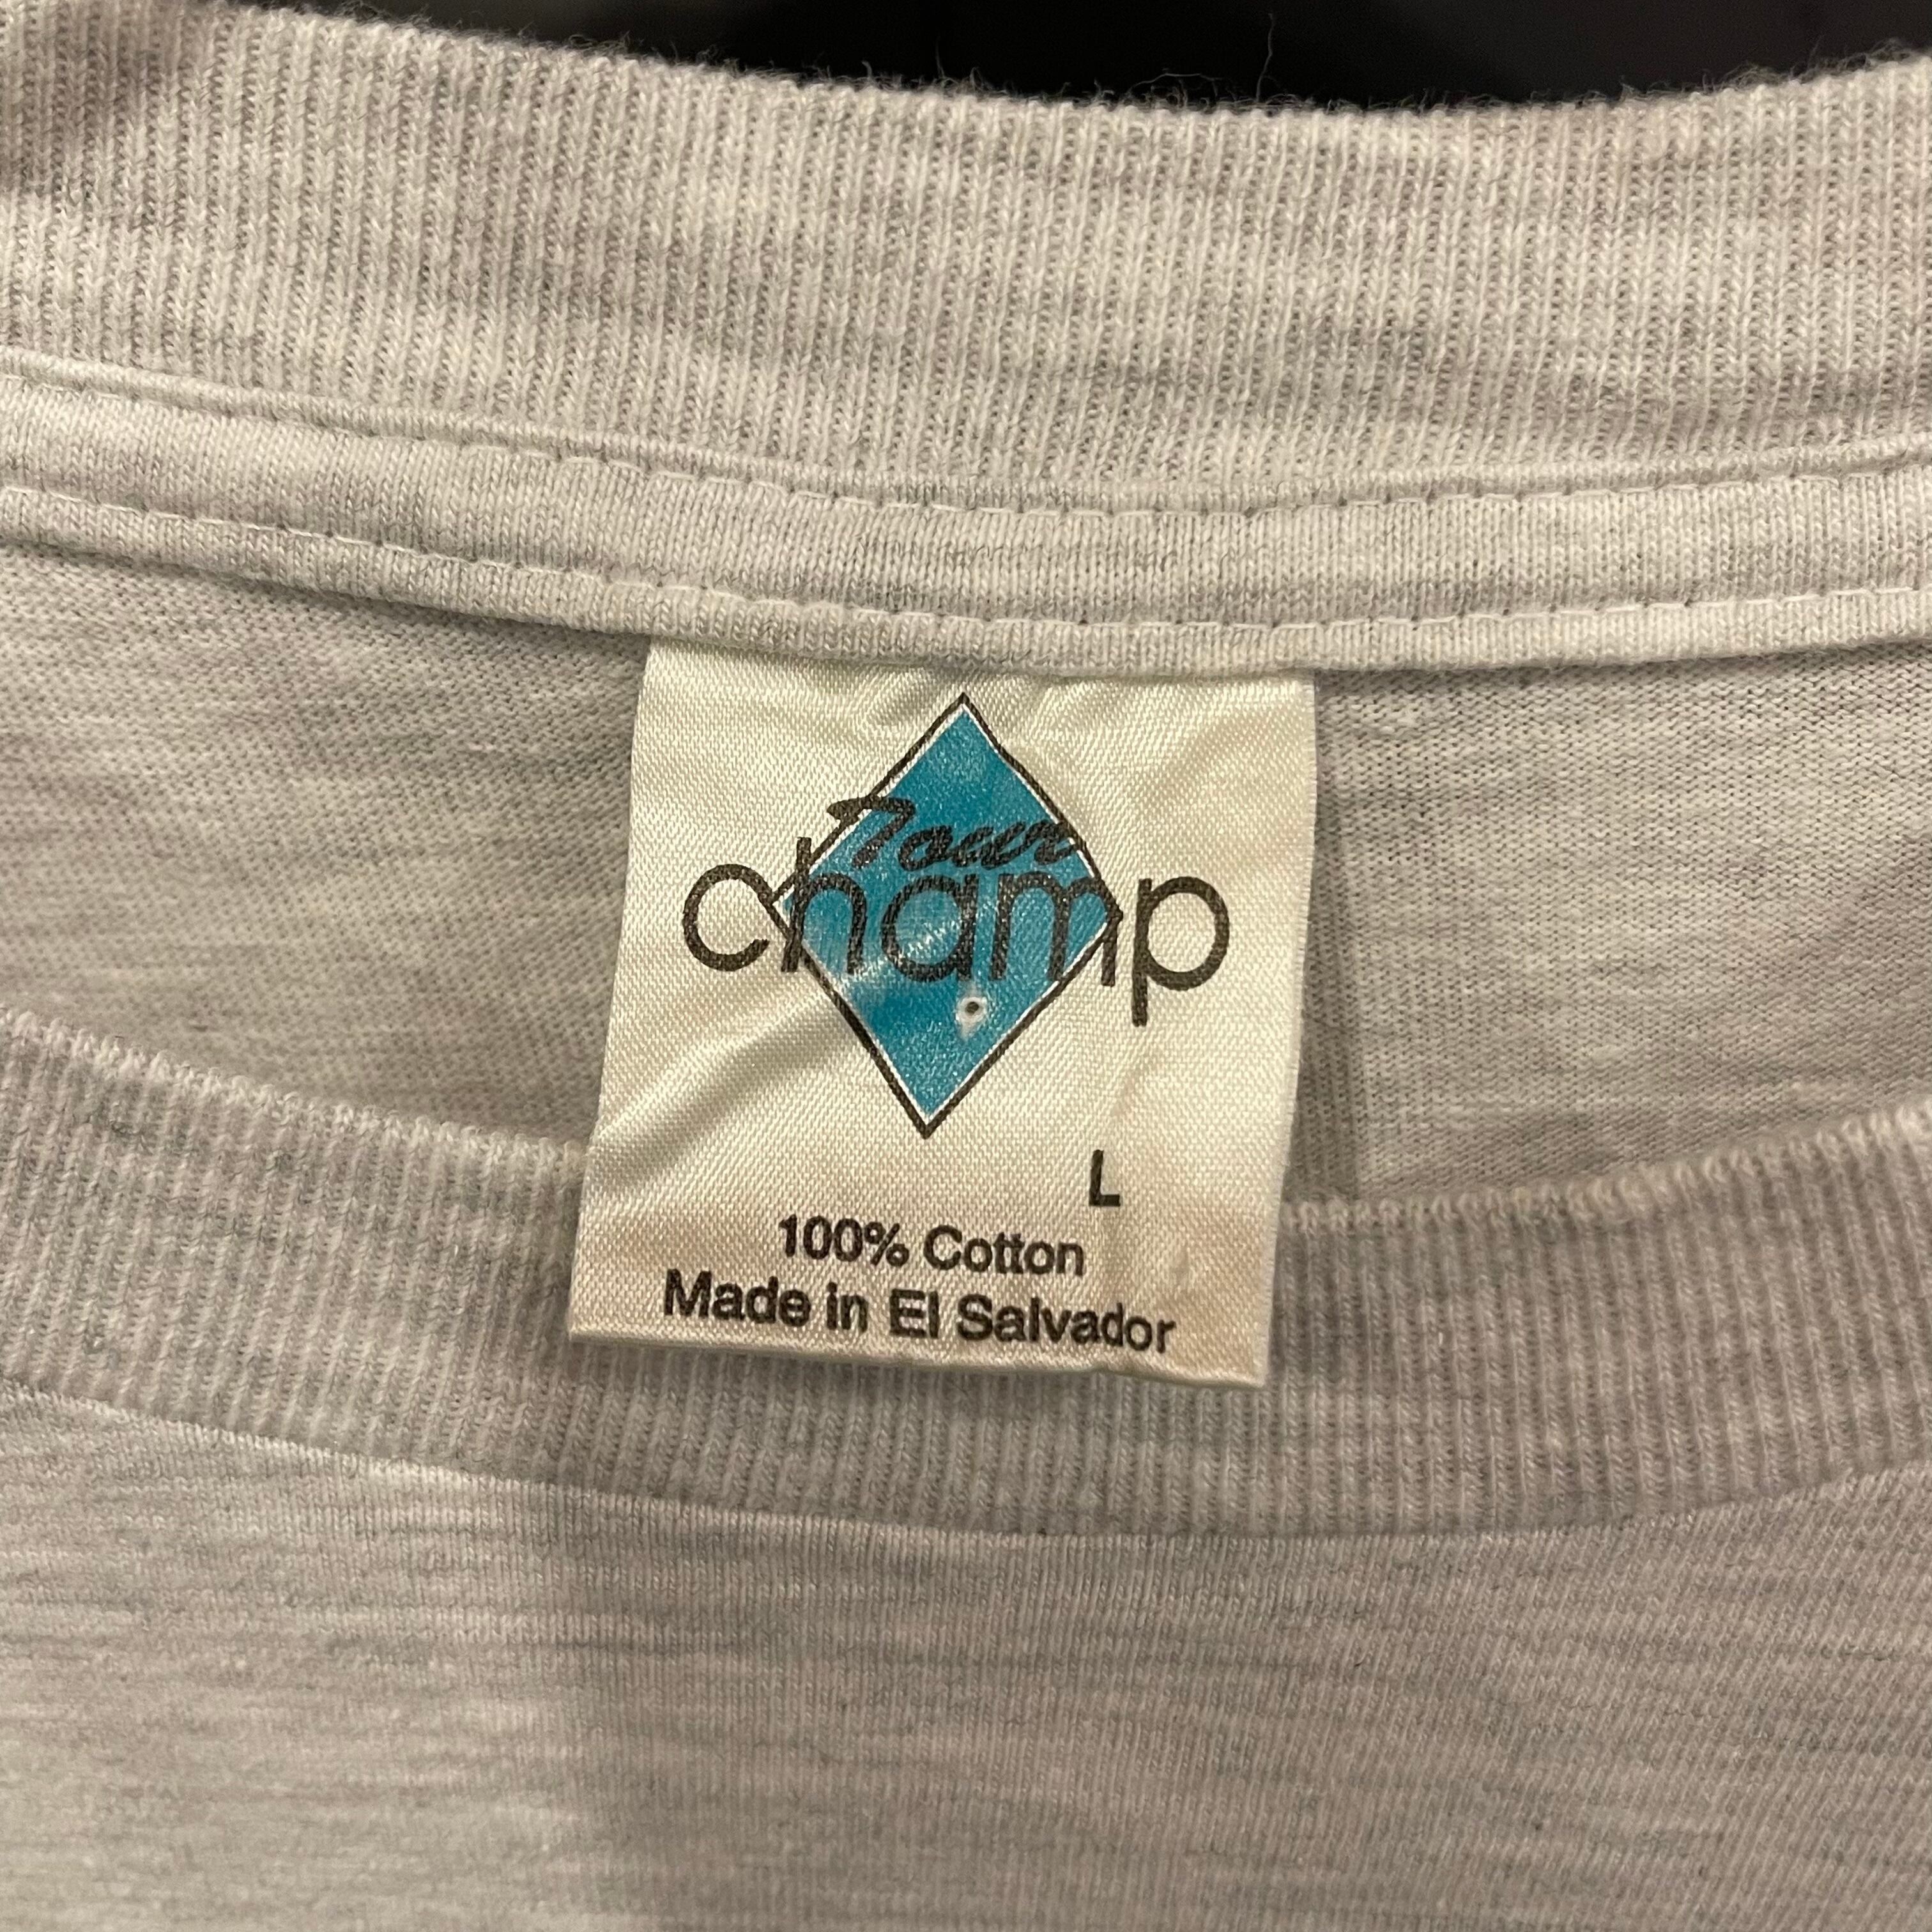 Tour
champ
L
100% Cotton
Made in El Salvador